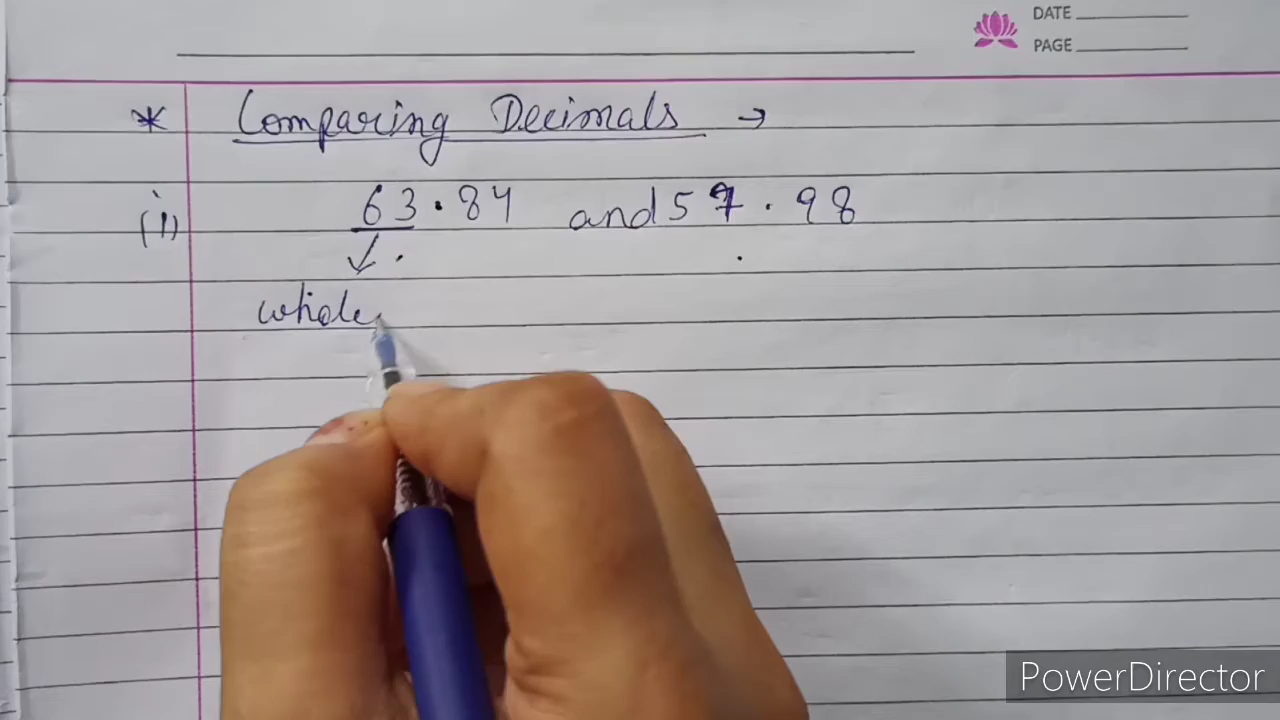 DATE
PAGE
* Comparing Decimals →
(i) 63.84 and 57.98
whole
PowerDirector